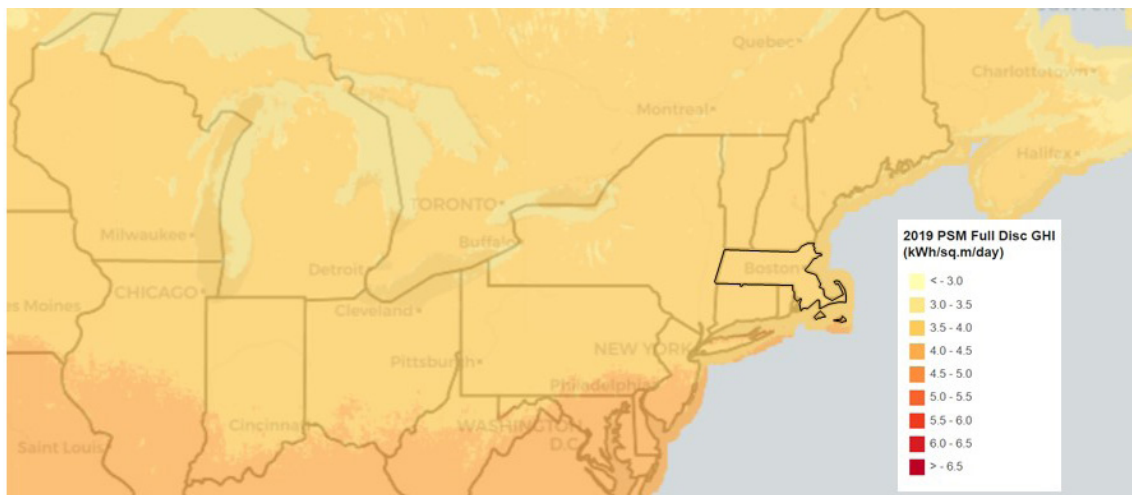 Quebec
Charlottetown
Montreal
Halifax
TORONTO
Milwaukee
Buffalo
Boston
Detroit
CHICAGO
es Moines
Cleveland
NEW YORK
Pittsburgh
Philadelphia
Cincinnati
WASHINGTON
D.C.
Saint Louis
2019 PSM Full Disc GHI
(kWh/sq.m/day)
< - 3.0
3.0 - 3.5
3.5 - 4.0
4.0 - 4.5
4.5 - 5.0
5.0 - 5.5
5.5 - 6.0
6.0 - 6.5
> - 6.5